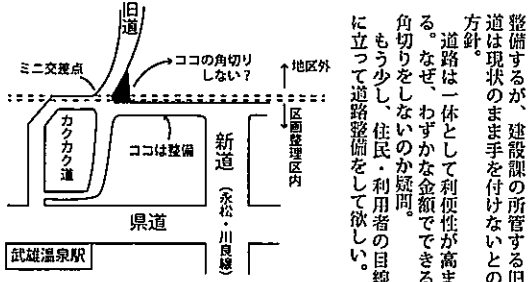 整備するが、建設課の所管する旧
道は現状のまま手を付けないとの
方針。
道路は一体として利便性が高ま
る。なぜ、わずかな金額でできる
角切りをしないのか疑問。
もう少し、住民・利用者の目線
に立って道路整備をして欲しい。
旧道
ココの角切り
しない？
ミニ交差点
地区外
区画整理区内
カクカク道
ココは整備
新道（永松・川良線）
県道
武雄温泉駅